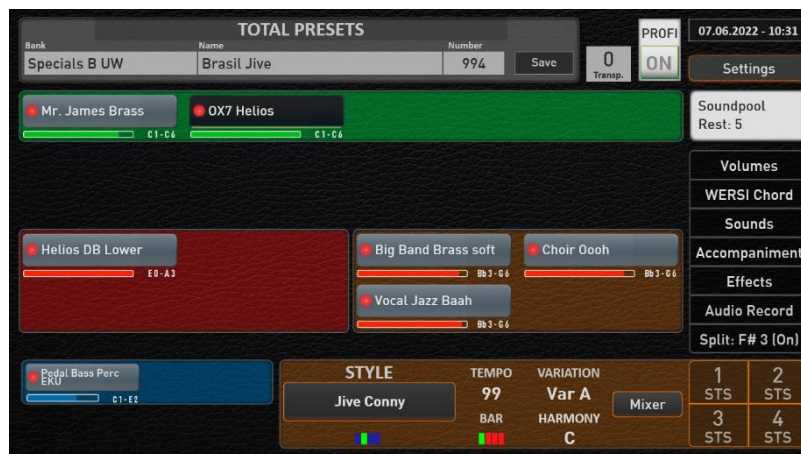 TOTAL PRESETS
Bank Name Number
Specials B UW Brasil Jive 994 Save
0
Transp.
PROFI
ON
07.06.2022 - 10:31
Settings
Mr. James Brass OX7 Helios
C1-C6 C1-C6
Soundpool
Rest: 5
Volumes
WERSI Chord
Sounds
Accompaniment
Effects
Audio Record
Split: F# 3 (On)
Helios DB Lower Big Band Brass soft Choir Oooh
E0-A3 Bb3-G6 Bb3-G6
Vocal Jazz Baah
Bb3-G6
Pedal Bass Perc
EKU
C1-E2
STYLE TEMPO VARIATION
Jive Conny 99 Var A Mixer
BAR HARMONY
C
1 2
STS STS
3 4
STS STS